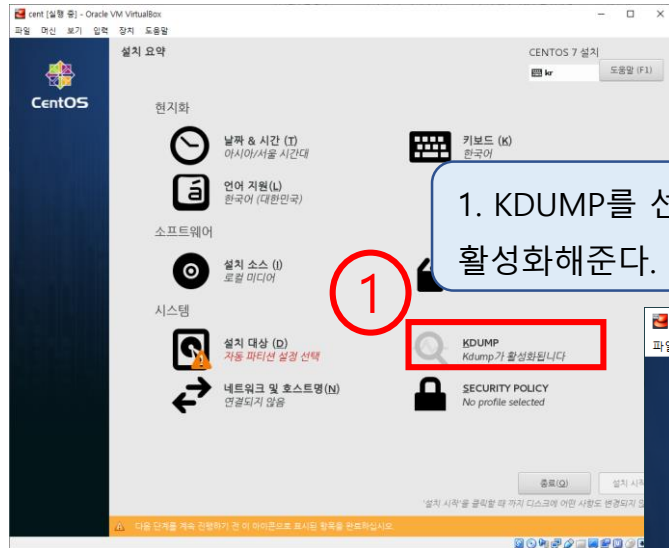 cent [실행 중] - Oracle VM VirtualBox
파일 머신 보기 입력 장치 도움말
설치 요약
CENTOS 7 설치
kr
도움말 (F1)
CentOS
현지화
날짜 & 시간 (T)
아시아/서울 시간대
키보드 (K)
한국어
언어 지원(L)
한국어 (대한민국)
1. KDUMP를
활성화해준다.
소프트웨어
설치 소스 (I)
로컬 미디어
1
시스템
파일
설치 대상 (D)
자동 파티션 설정 선택
KDUMP
Kdump가 활성화됩니다
네트워크 및 호스트명(N)
연결되지 않음
SECURITY POLICY
No profile selected
종료(Q)
설치 시작
'설치 시작'을 클릭할 때 까지 디스크에 어떤 사항도 변경되지
다음 단계를 계속 진행하기 전 이 아이콘으로 표시된 항목을 완료하십시오.